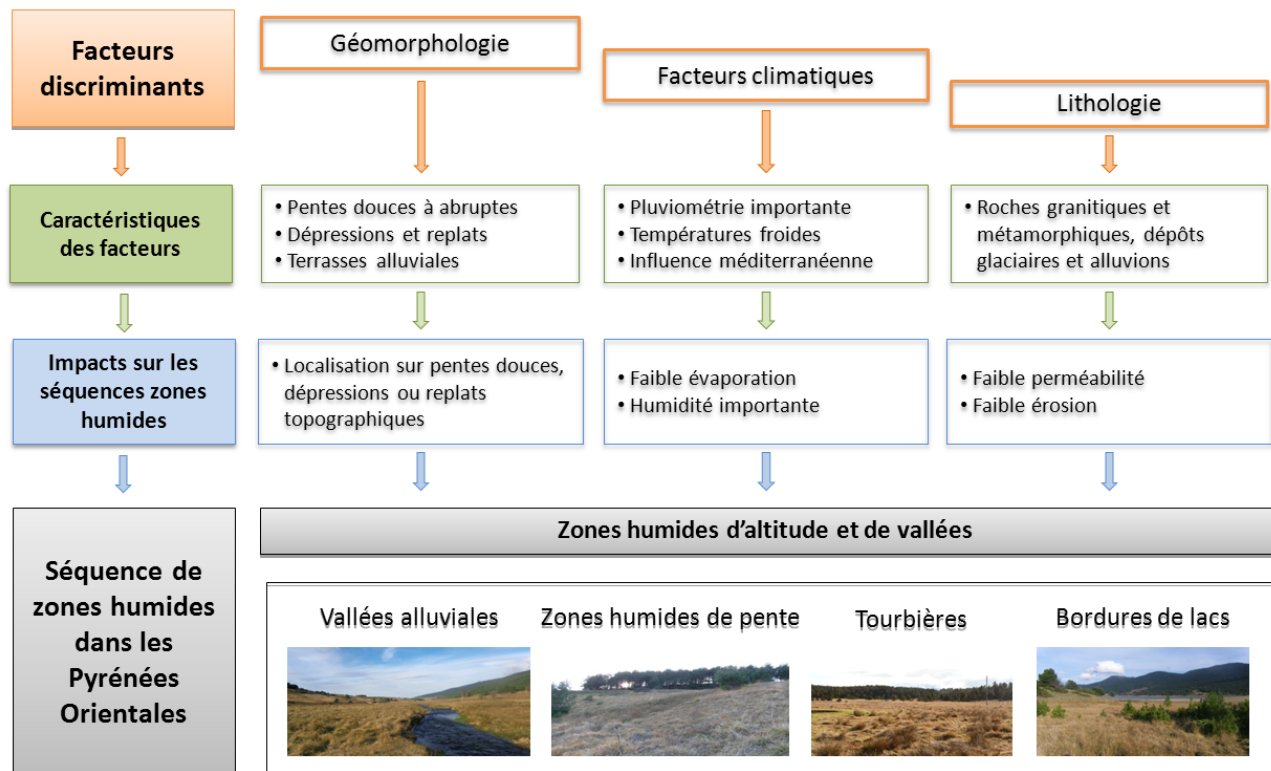 Facteurs
discriminants
Géomorphologie
Facteurs climatiques
Lithologie
Caractéristiques
des facteurs
• Pentes douces à abruptes
• Dépressions et replats
• Terrasses alluviales
• Pluviométrie importante
• Températures froides
• Influence méditerranéenne
• Roches granitiques et
métamorphiques, dépôts
glaciaires et alluvions
Impacts sur les
séquences zones
humides
• Localisation sur pentes douces,
dépressions ou replats
topographiques
• Faible évaporation
• Humidité importante
• Faible perméabilité
• Faible érosion
Séquence de
zones humides
dans les
Pyrénées
Orientales
Zones humides d'altitude et de vallées
Vallées alluviales
Zones humides de pente
Tourbières
Bordures de lacs